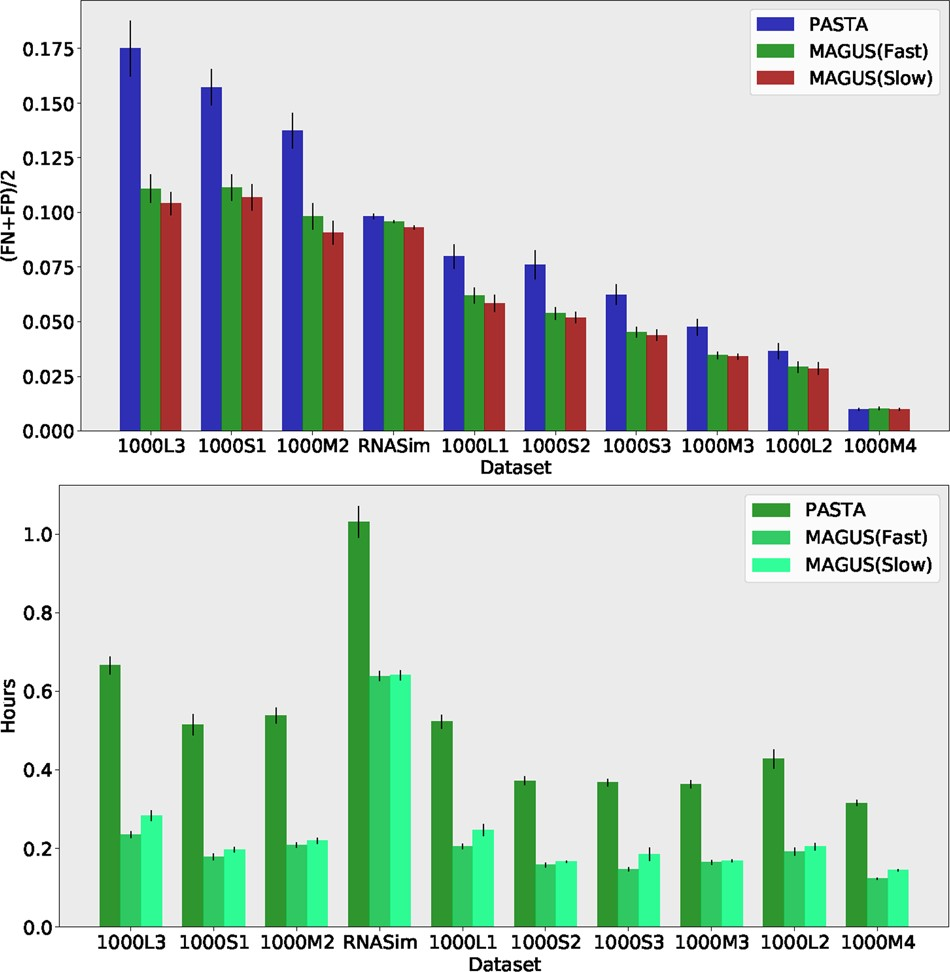 PASTA
MAGUS(Fast)
MAGUS(Slow)
(FN+FP)/2
0.175
0.150
0.125
0.100
0.075
0.050
0.025
0.000
1000L3 1000S1 1000M2 RNASim 1000L1 1000S2 1000S3 1000M3 1000L2 1000M4
Dataset
PASTA
MAGUS(Fast)
MAGUS(Slow)
Hours
1.0
0.8
0.6
0.4
0.2
0.0
1000L3 1000S1 1000M2 RNASim 1000L1 1000S2 1000S3 1000M3 1000L2 1000M4
Dataset